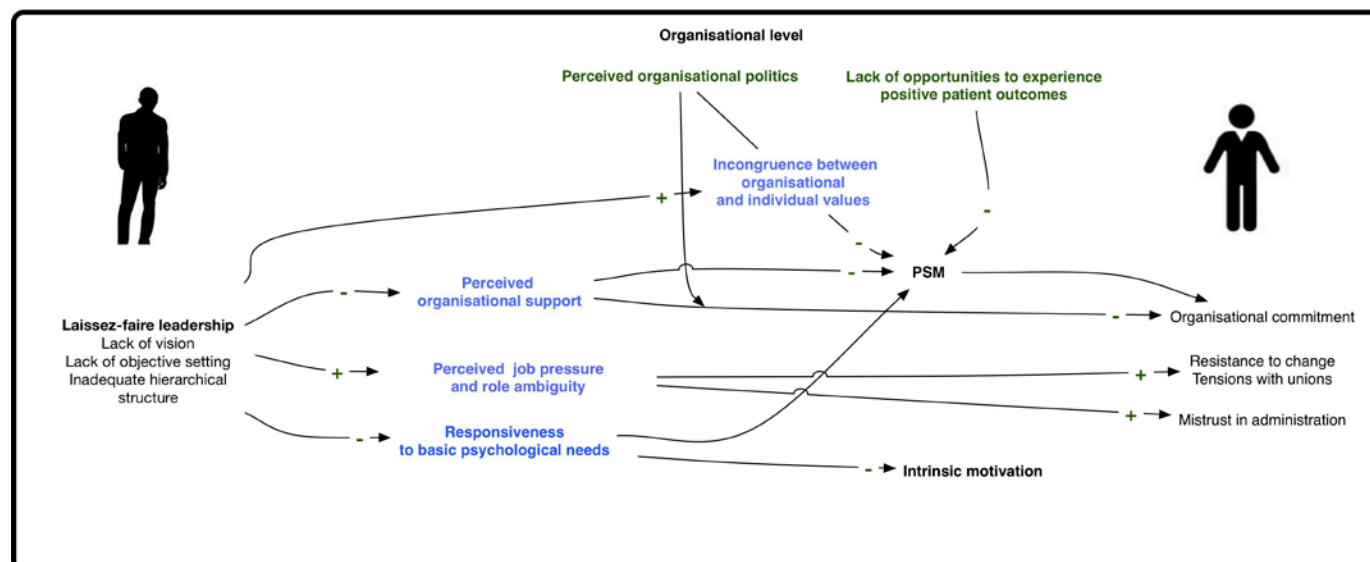 Organisational level
Perceived organisational politics
Lack of opportunities to experience
positive patient outcomes
Incongruence between
organisational
and individual values
+
-
-
Perceived
organisational support
-
-
PSM
-
Organisational commitment
Laissez-faire leadership
Lack of vision
Lack of objective setting
Inadequate hierarchical
structure
+
Perceived job pressure
and role ambiguity
+
Resistance to change
Tensions with unions
+
Mistrust in administration
-
Responsiveness
to basic psychological needs
-
Intrinsic motivation